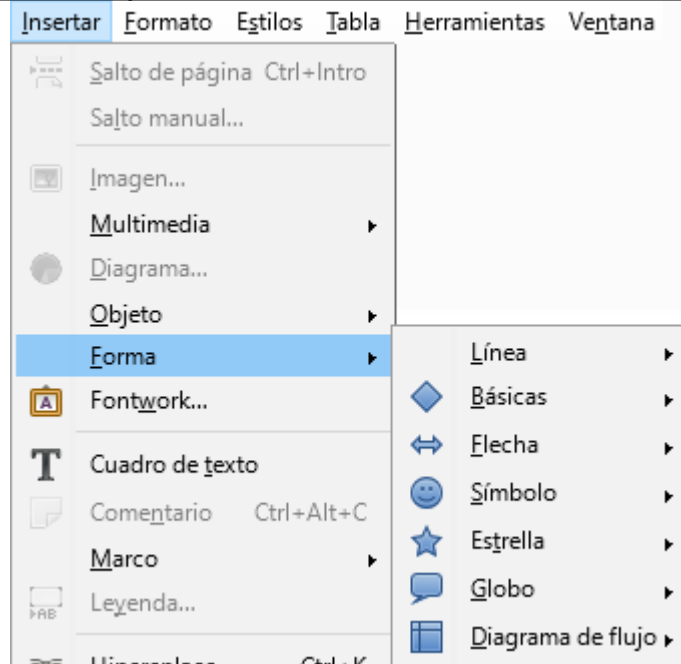 Insertar Formato Estilos Tabla Herramientas Ventana
Salto de página Ctrl+Intro
Salto manual...
Imagen...
Multimedia
Diagrama...
Objeto
Forma
Fontwork...
Cuadro de texto
Comentario Ctrl+Alt+C
Marco
Leyenda...
Línea
Básicas
Flecha
Símbolo
Estrella
Globo
Diagrama de flujo